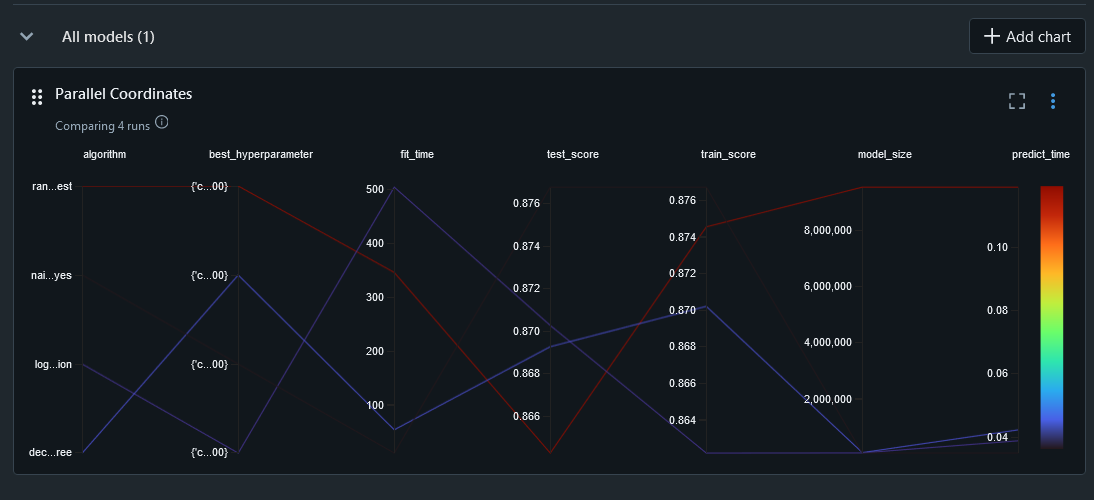 All models (1)
Add chart
Parallel Coordinates
Comparing 4 runs
algorithm best_hyperparameter fit_time test_score train_score model_size predict_time
ran...est {'c...00} 500 0.876 0.876 8,000,000 0.10
nai...yes {'c...00} 400 0.874 0.874 6,000,000 0.08
log...ion {'c...00} 300 0.872 0.872 4,000,000 0.06
dec...ree {'c...00} 200 0.870 0.870 2,000,000 0.04
100 0.868 0.868
0.866 0.866
0.864